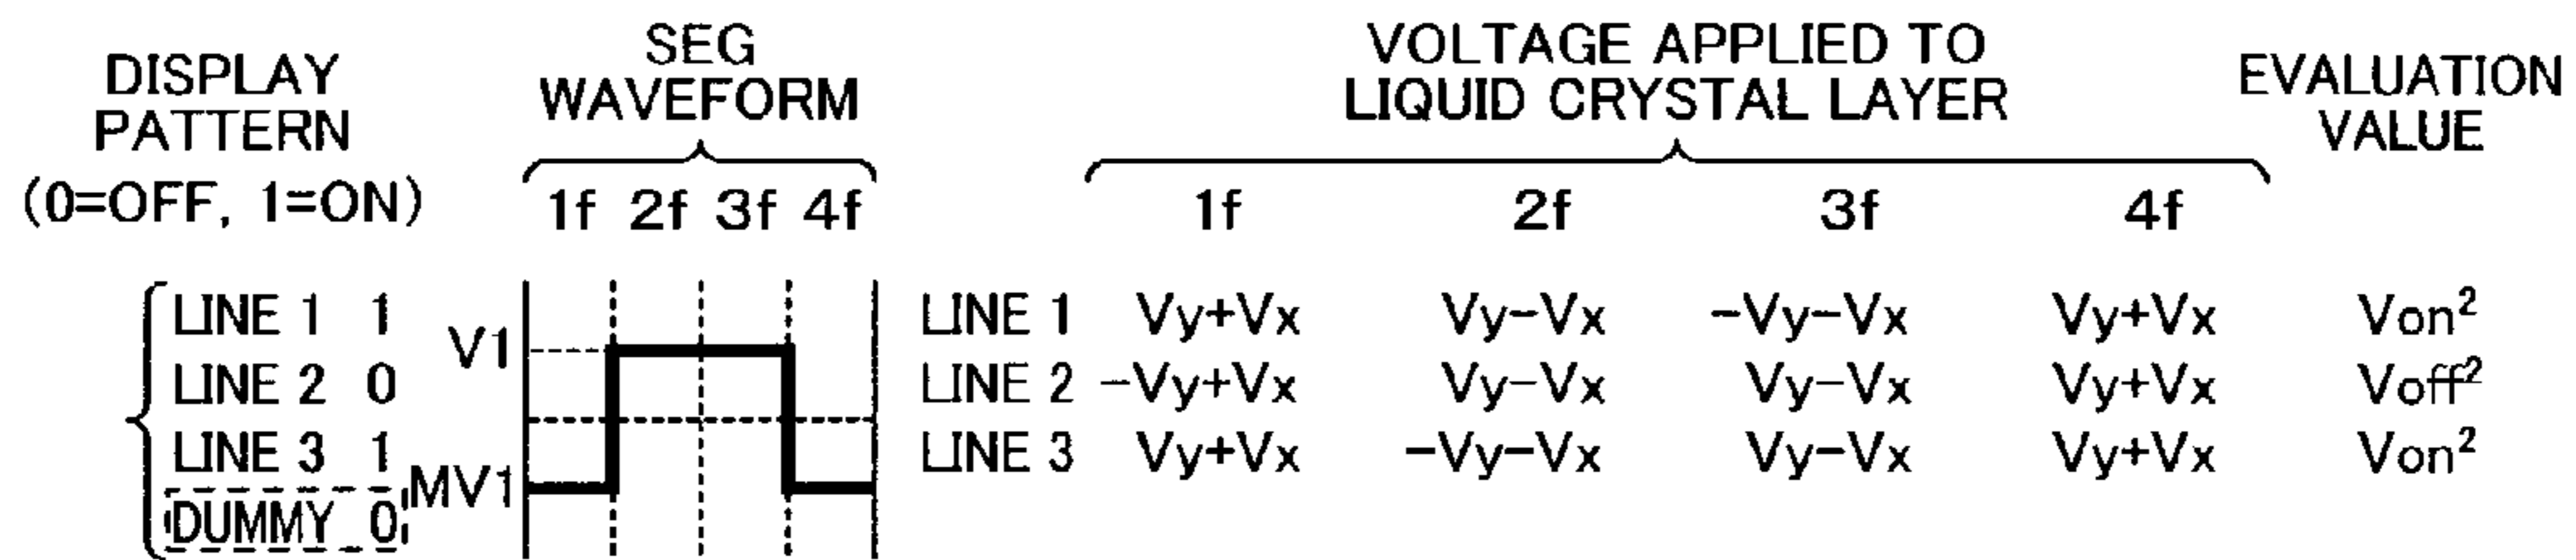 DISPLAY
PATTERN
(0=OFF, 1=ON)
SEG
WAVEFORM
1f 2f 3f 4f
VOLTAGE APPLIED TO
LIQUID CRYSTAL LAYER
1f 2f 3f 4f
EVALUATION
VALUE
LINE 1 1
LINE 2 0
LINE 3 1
DUMMY 0
V1
MV1
LINE 1 Vy+Vx Vy-Vx -Vy-Vx Vy+Vx Von²
LINE 2 -Vy+Vx Vy-Vx Vy-Vx Vy+Vx Voff²
LINE 3 Vy+Vx -Vy-Vx Vy-Vx Vy+Vx Von²